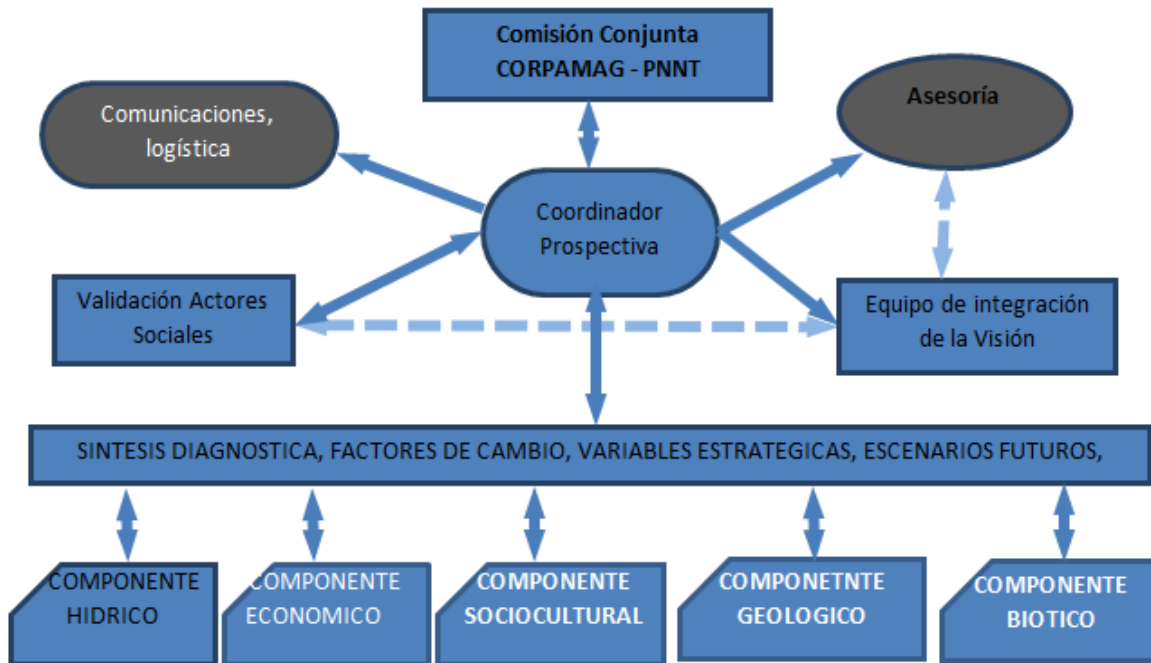 Comisión Conjunta
CORPAMAG - PNNT
Comunicaciones,
logística
Asesoría
Coordinador
Prospectiva
Validación Actores
Sociales
Equipo de integración
de la Visión
SINTESIS DIAGNOSTICA, FACTORES DE CAMBIO, VARIABLES ESTRATEGICAS, ESCENARIOS FUTUROS,
COMPONENTE
HIDRICO
COMPONENTE
ECONOMICO
COMPONENTE
SOCIOCULTURAL
COMPONETNTE
GEOLOGICO
COMPONENTE
BIOTICO